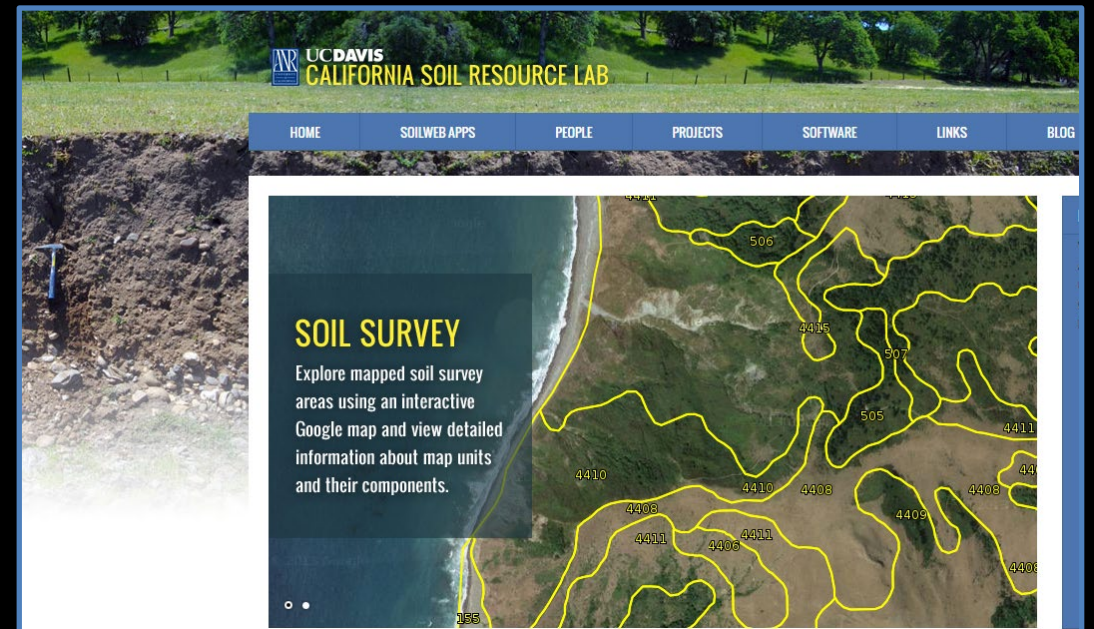 UCDAVIS
CALIFORNIA SOIL RESOURCE LAB
HOME SOILWEB APPS PEOPLE PROJECTS SOFTWARE LINKS BLOG
4411
506
4415
507
SOIL SURVEY
Explore mapped soil survey
areas using an interactive
Google map and view detailed
information about map units
and their components.
505
4411
4410
4410
4408
4408
4408
4409
4411
4406
4411
4408
155